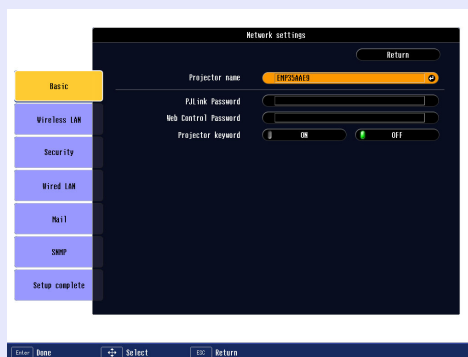 Network settings
Return
Basic
Projector name EMP35AAEB
PJLink Password
Wireless LAN
Web Control Password
Projector keyword ON OFF
Security
Wired LAN
Mail
SNMP
Setup complete
Enter Done Select ESC Return